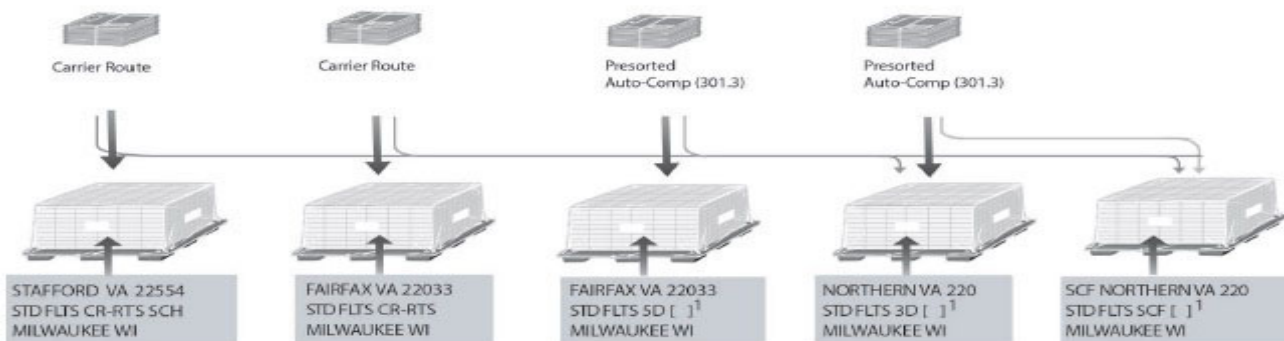 Carrier Route
Carrier Route
Presorted
Auto-Comp (301.3)
Presorted
Auto-Comp (301.3)
STAFFORD VA 22554
STD FLTS CR-RTS SCH
MILWAUKEE WI
FAIRFAX VA 22033
STD FLTS CR-RTS
MILWAUKEE WI
FAIRFAX VA 22033
STD FLTS 5D [ ]¹
MILWAUKEE WI
NORTHERN VA 220
STD FLTS 3D [ ]¹
MILWAUKEE WI
SCF NORTHERN VA 220
STD FLTS SCF [ ]¹
MILWAUKEE WI